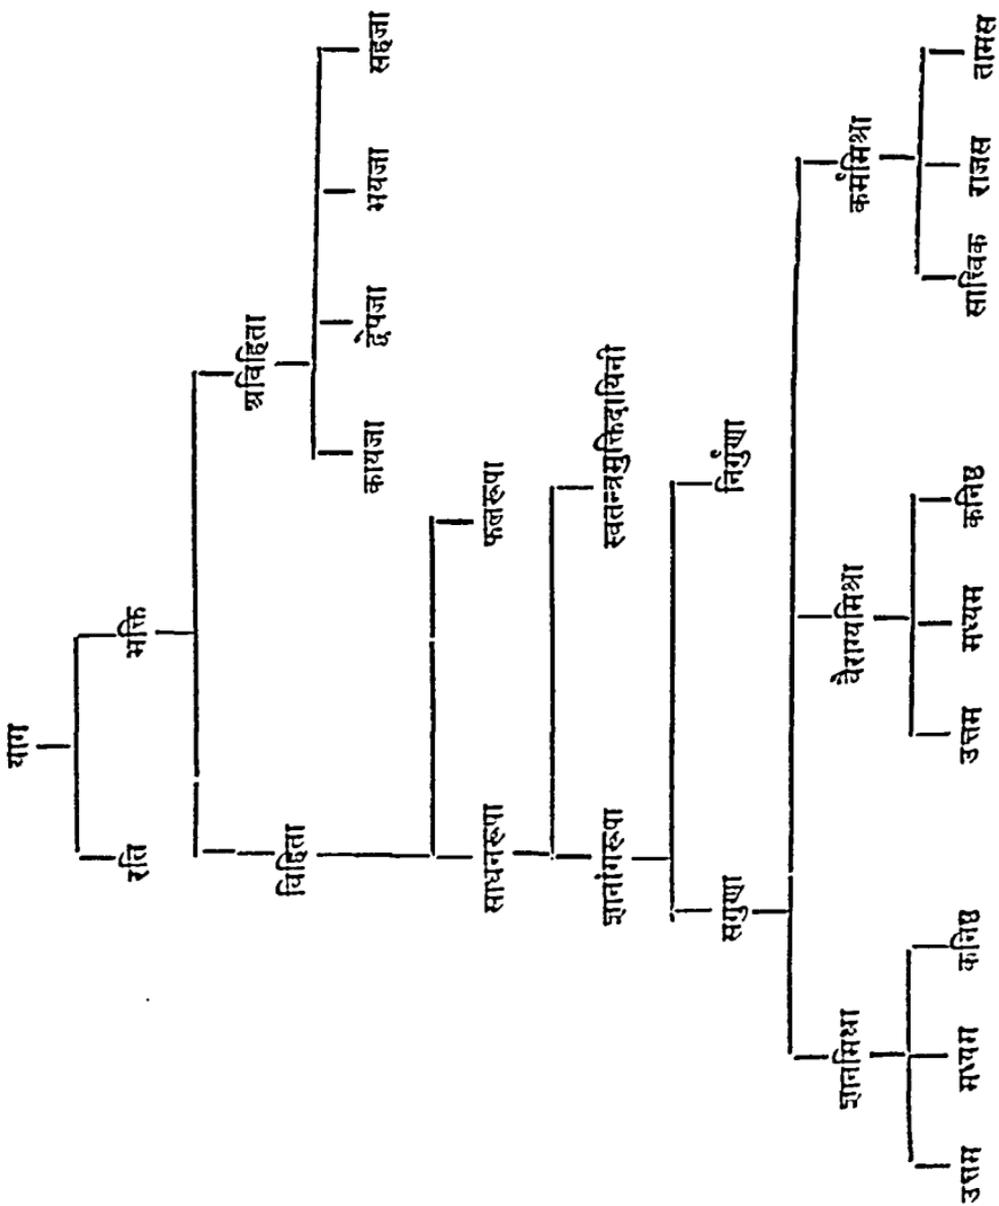 याग
रति भक्ति
विहिता अविहिता
कायजा द्वेषजा भयजा सहजा
साधनरूपा फलरूपा
ज्ञानांगरूपा स्वतन्त्रमुक्तिदायिनी
सगुणा निर्गुणा
ज्ञानमिश्रा वैराग्यमिश्रा कर्ममिश्रा
उत्तम मध्यम कनिष्ठ उत्तम मध्यम कनिष्ठ सात्त्विक राजस तामस